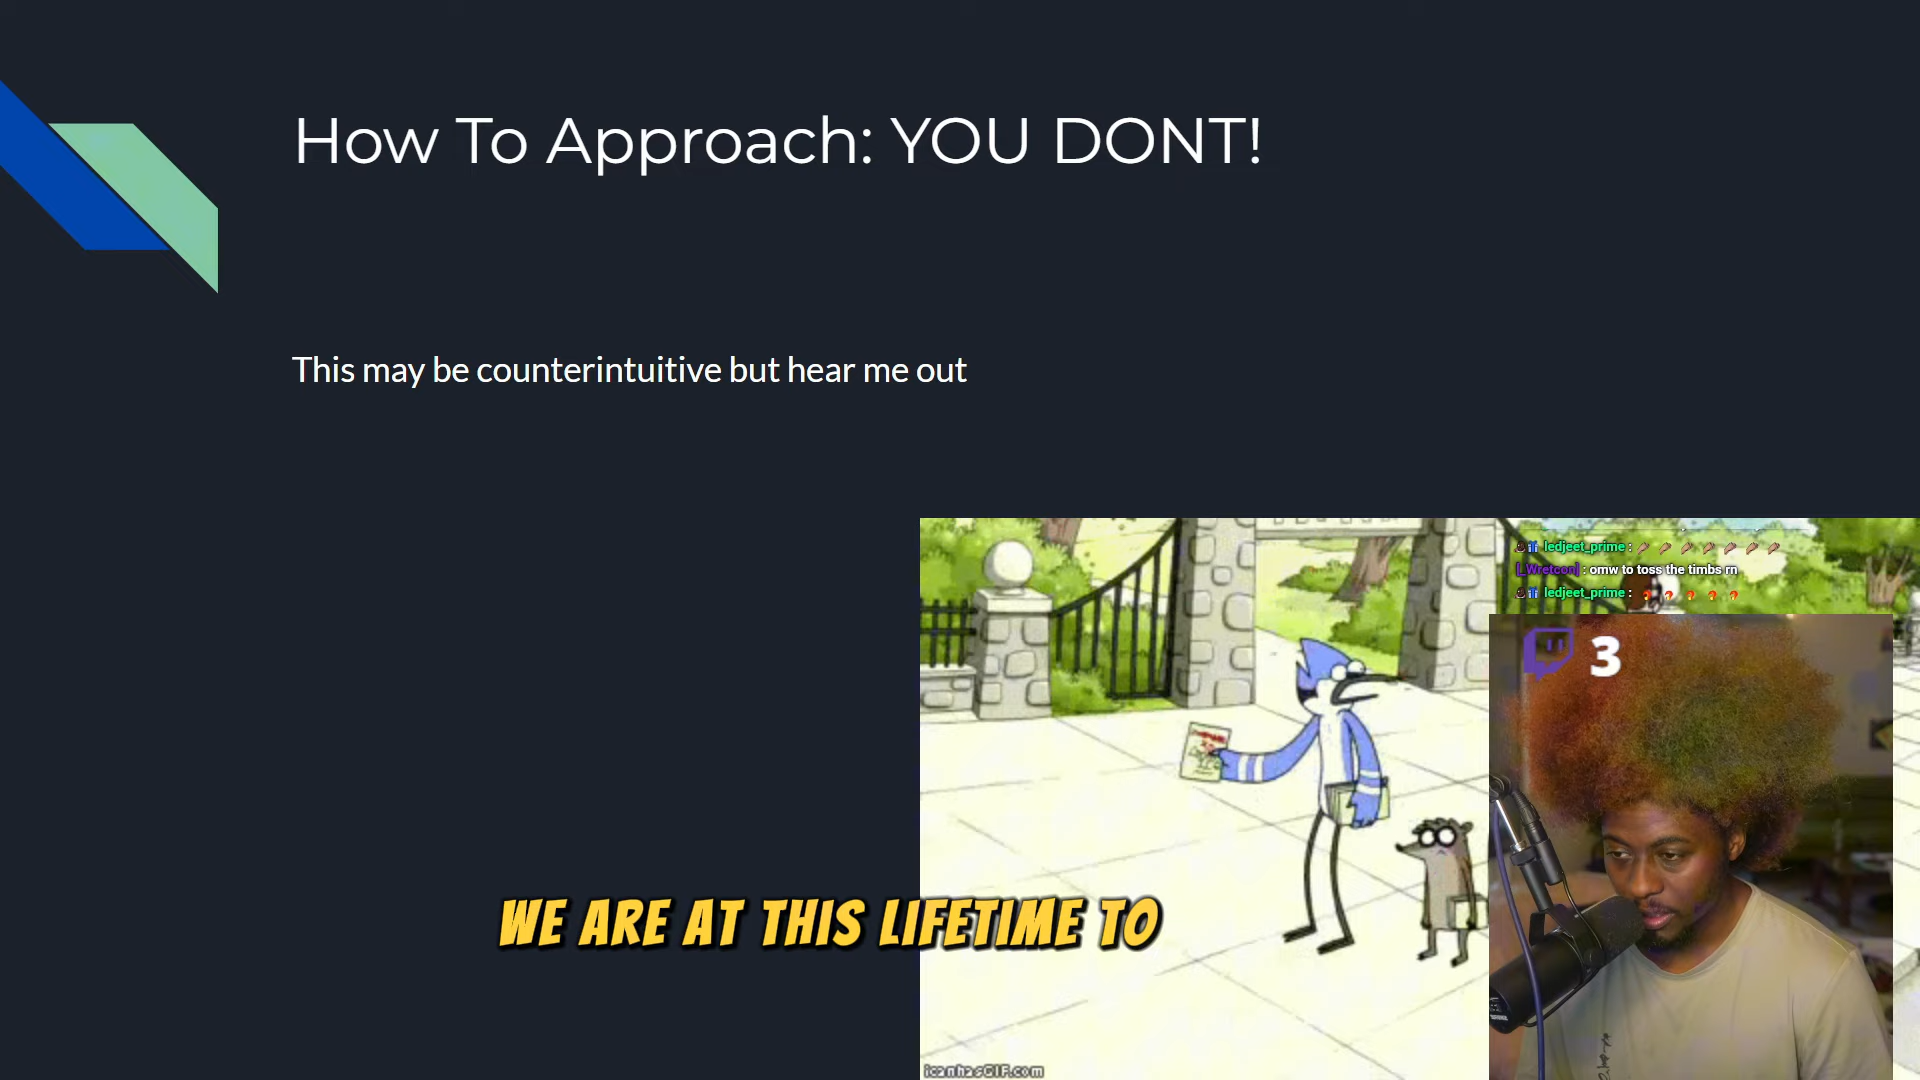 How To Approach: YOU DONT!
This may be counterintuitive but hear me out
ledjeet_prime :
[_Wretcon] : omw to toss the timbs rn
ledjeet_prime :
3
WE ARE AT THIS LIFETIME TO
icanhasGIF.com